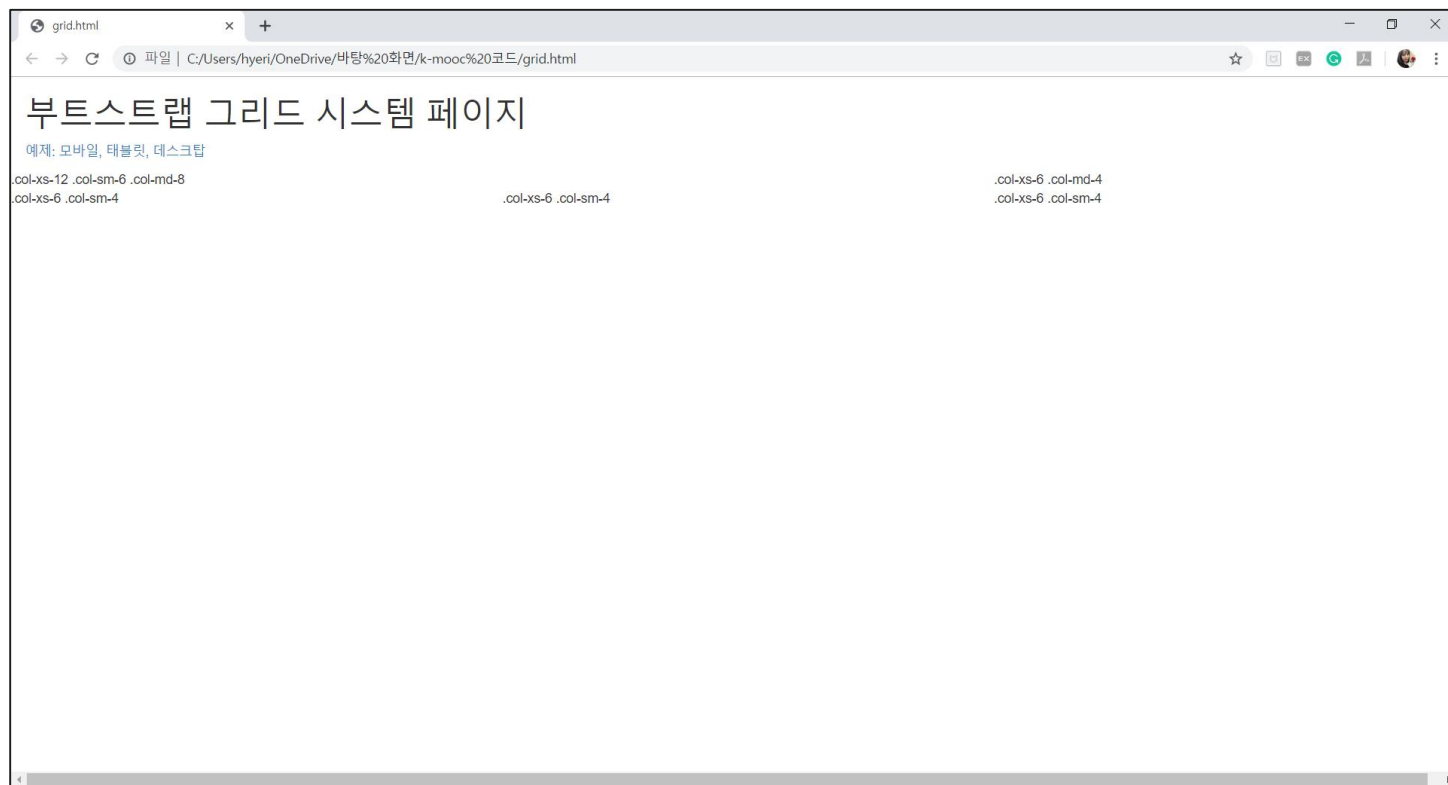 grid.html
파일 | C:/Users/hyeri/OneDrive/바탕%20화면/k-mooc%20코드/grid.html
EX
부트스트랩 그리드 시스템 페이지
예제: 모바일, 태블릿, 데스크탑
.col-xs-12 .col-sm-6 .col-md-8 .col-xs-6 .col-md-4
.col-xs-6 .col-sm-4 .col-xs-6 .col-sm-4 .col-xs-6 .col-sm-4